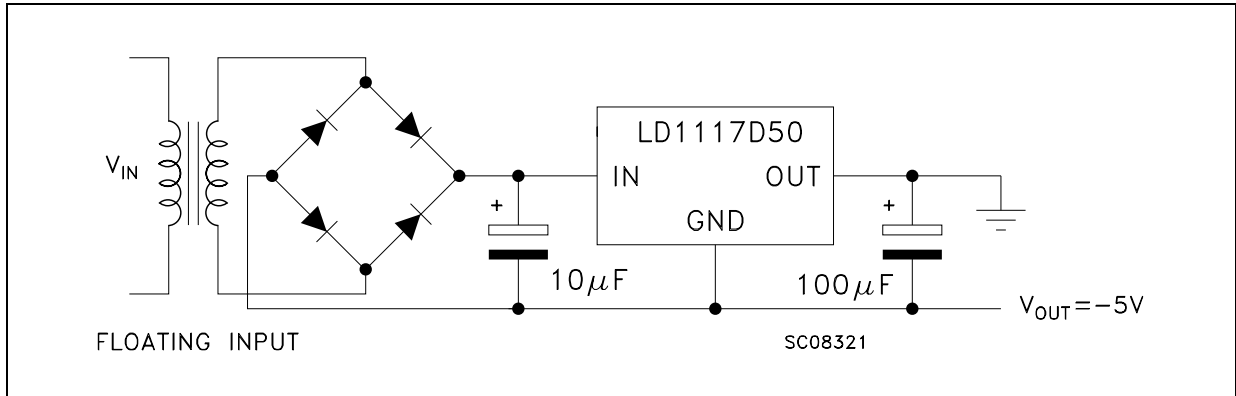 LD1117D50
V_IN
IN
OUT
+
+
GND
10μF
100μF
V_OUT=-5V
FLOATING INPUT
SC08321